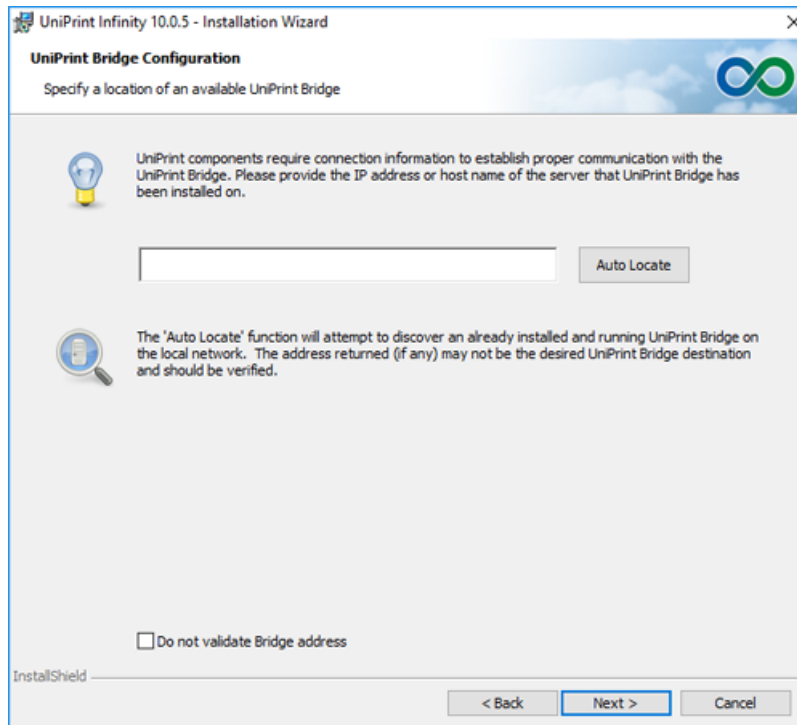 UniPrint Infinity 10.0.5 - Installation Wizard
UniPrint Bridge Configuration
Specify a location of an available UniPrint Bridge
UniPrint components require connection information to establish proper communication with the
UniPrint Bridge. Please provide the IP address or host name of the server that UniPrint Bridge has
been installed on.
Auto Locate
The 'Auto Locate' function will attempt to discover an already installed and running UniPrint Bridge on
the local network.  The address returned (if any) may not be the desired UniPrint Bridge destination
and should be verified.
Do not validate Bridge address
InstallShield
< Back
Next >
Cancel